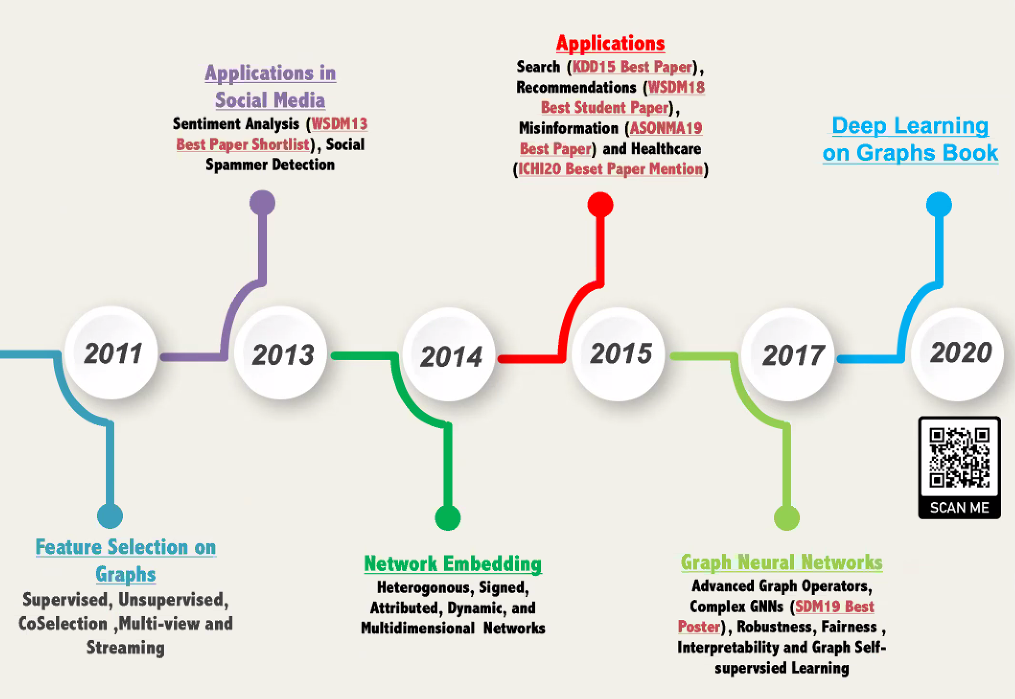 Applications in
Social Media
Sentiment Analysis (WSDM13
Best Paper Shortlist), Social
Spammer Detection
Applications
Search (KDD15 Best Paper),
Recommendations (WSDM18
Best Student Paper),
Misinformation (ASONMA19
Best Paper) and Healthcare
(ICHI20 Beset Paper Mention)
Deep Learning
on Graphs Book
2011
2013
2014
2015
2017
2020
SCAN ME
Feature Selection on
Graphs
Supervised, Unsupervised,
CoSelection ,Multi-view and
Streaming
Network Embedding
Heterogonous, Signed,
Attributed, Dynamic, and
Multidimensional Networks
Graph Neural Networks
Advanced Graph Operators,
Complex GNNs (SDM19 Best
Poster), Robustness, Fairness ,
Interpretability and Graph Self-
supervsied Learning